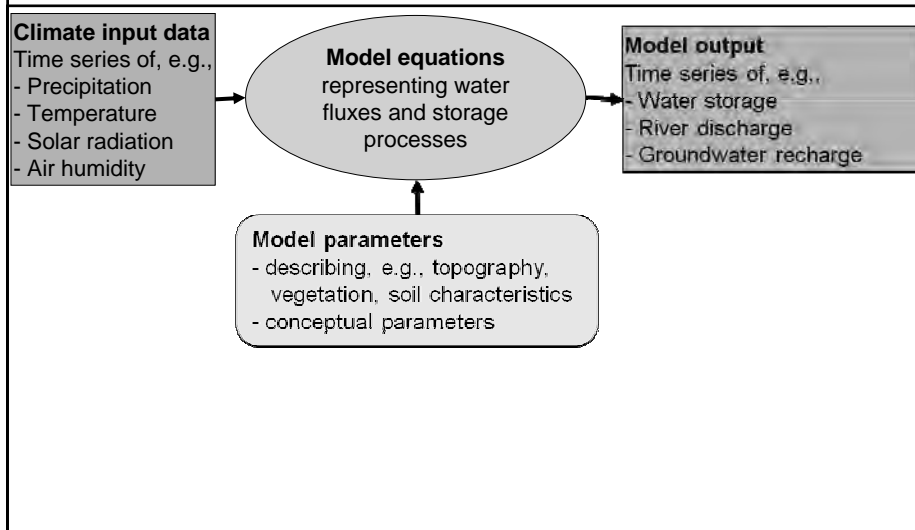 Climate input data
Time series of, e.g.,
- Precipitation
- Temperature
- Solar radiation
- Air humidity
Model equations
representing water
fluxes and storage
processes
Model output
Time series of, e.g.,
- Water storage
- River discharge
- Groundwater recharge
Model parameters
- describing, e.g., topography,
vegetation, soil characteristics
- conceptual parameters